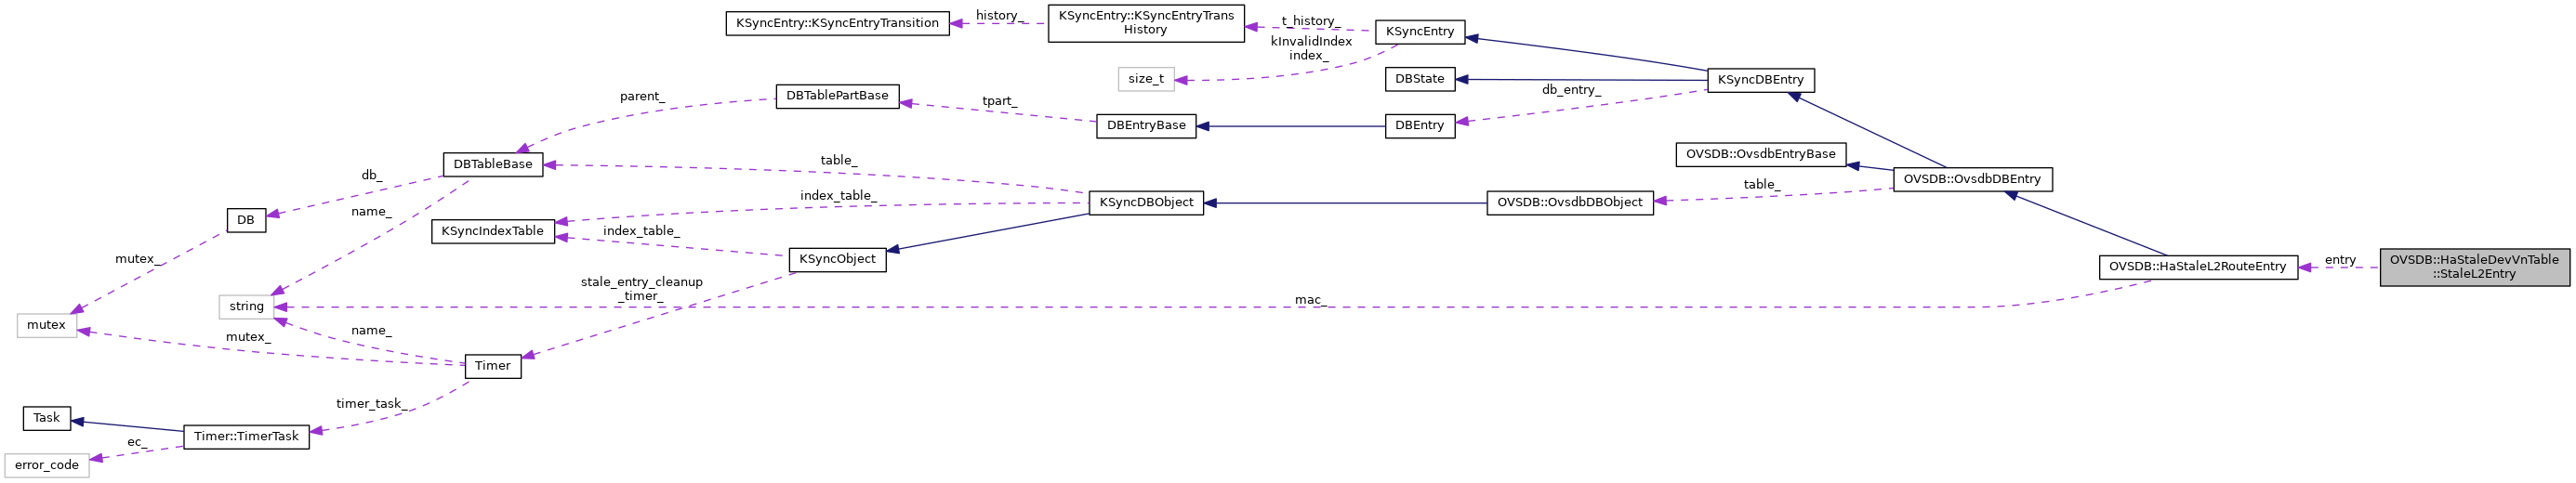 KSyncEntry::KSyncEntryTransition
history_
KSyncEntry::KSyncEntryTrans
History
t_history_
kInvalidIndex
index_
KSyncEntry
size_t
DBState
KSyncDBEntry
db_entry_
DBTablePartBase
parent_
tpart_
DBEntryBase
DBEntry
OVSDB::OvsdbEntryBase
DBTableBase
table_
db_
name_
index_table_
KSyncDBObject
OVSDB::OvsdbDBObject
table_
OVSDB::OvsdbDBEntry
DB
KSyncIndexTable
index_table_
KSyncObject
mutex_
stale_entry_cleanup
_timer_
mac_
OVSDB::HaStaleL2RouteEntry
entry
OVSDB::HaStaleDevVnTable
::StaleL2Entry
string
mutex
name_
mutex_
Timer
timer_task_
Task
Timer::TimerTask
ec_
error_code